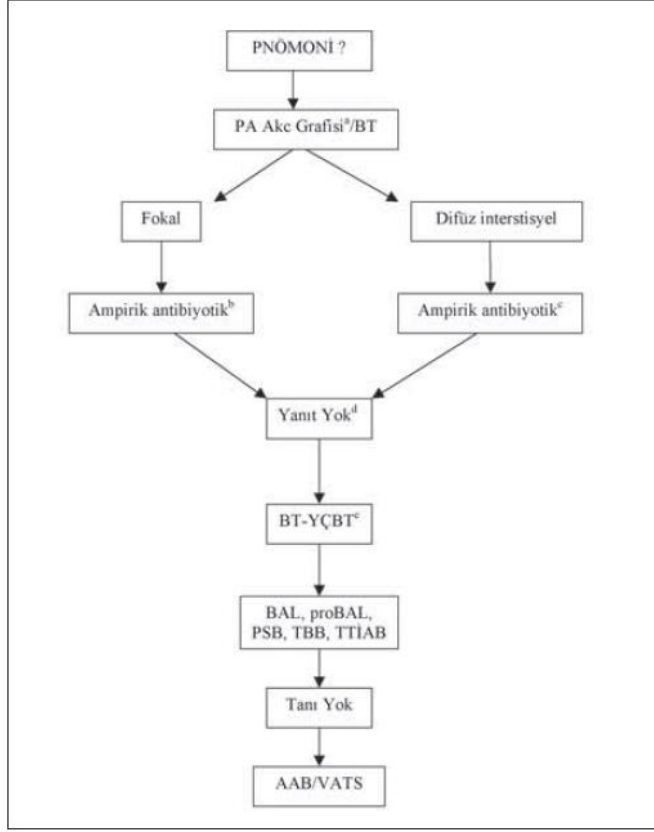 PNÖMONİ ?
PA Akc Grafisiᵃ/BT
Fokal
Difüz interstisyel
Ampirik antibiyotikᵇ
Ampirik antibiyotikᶜ
Yanıt Yokᵈ
BT-YÇBTᵉ
BAL, proBAL,
PSB, TBB, TTİAB
Tanı Yok
AAB/VATS